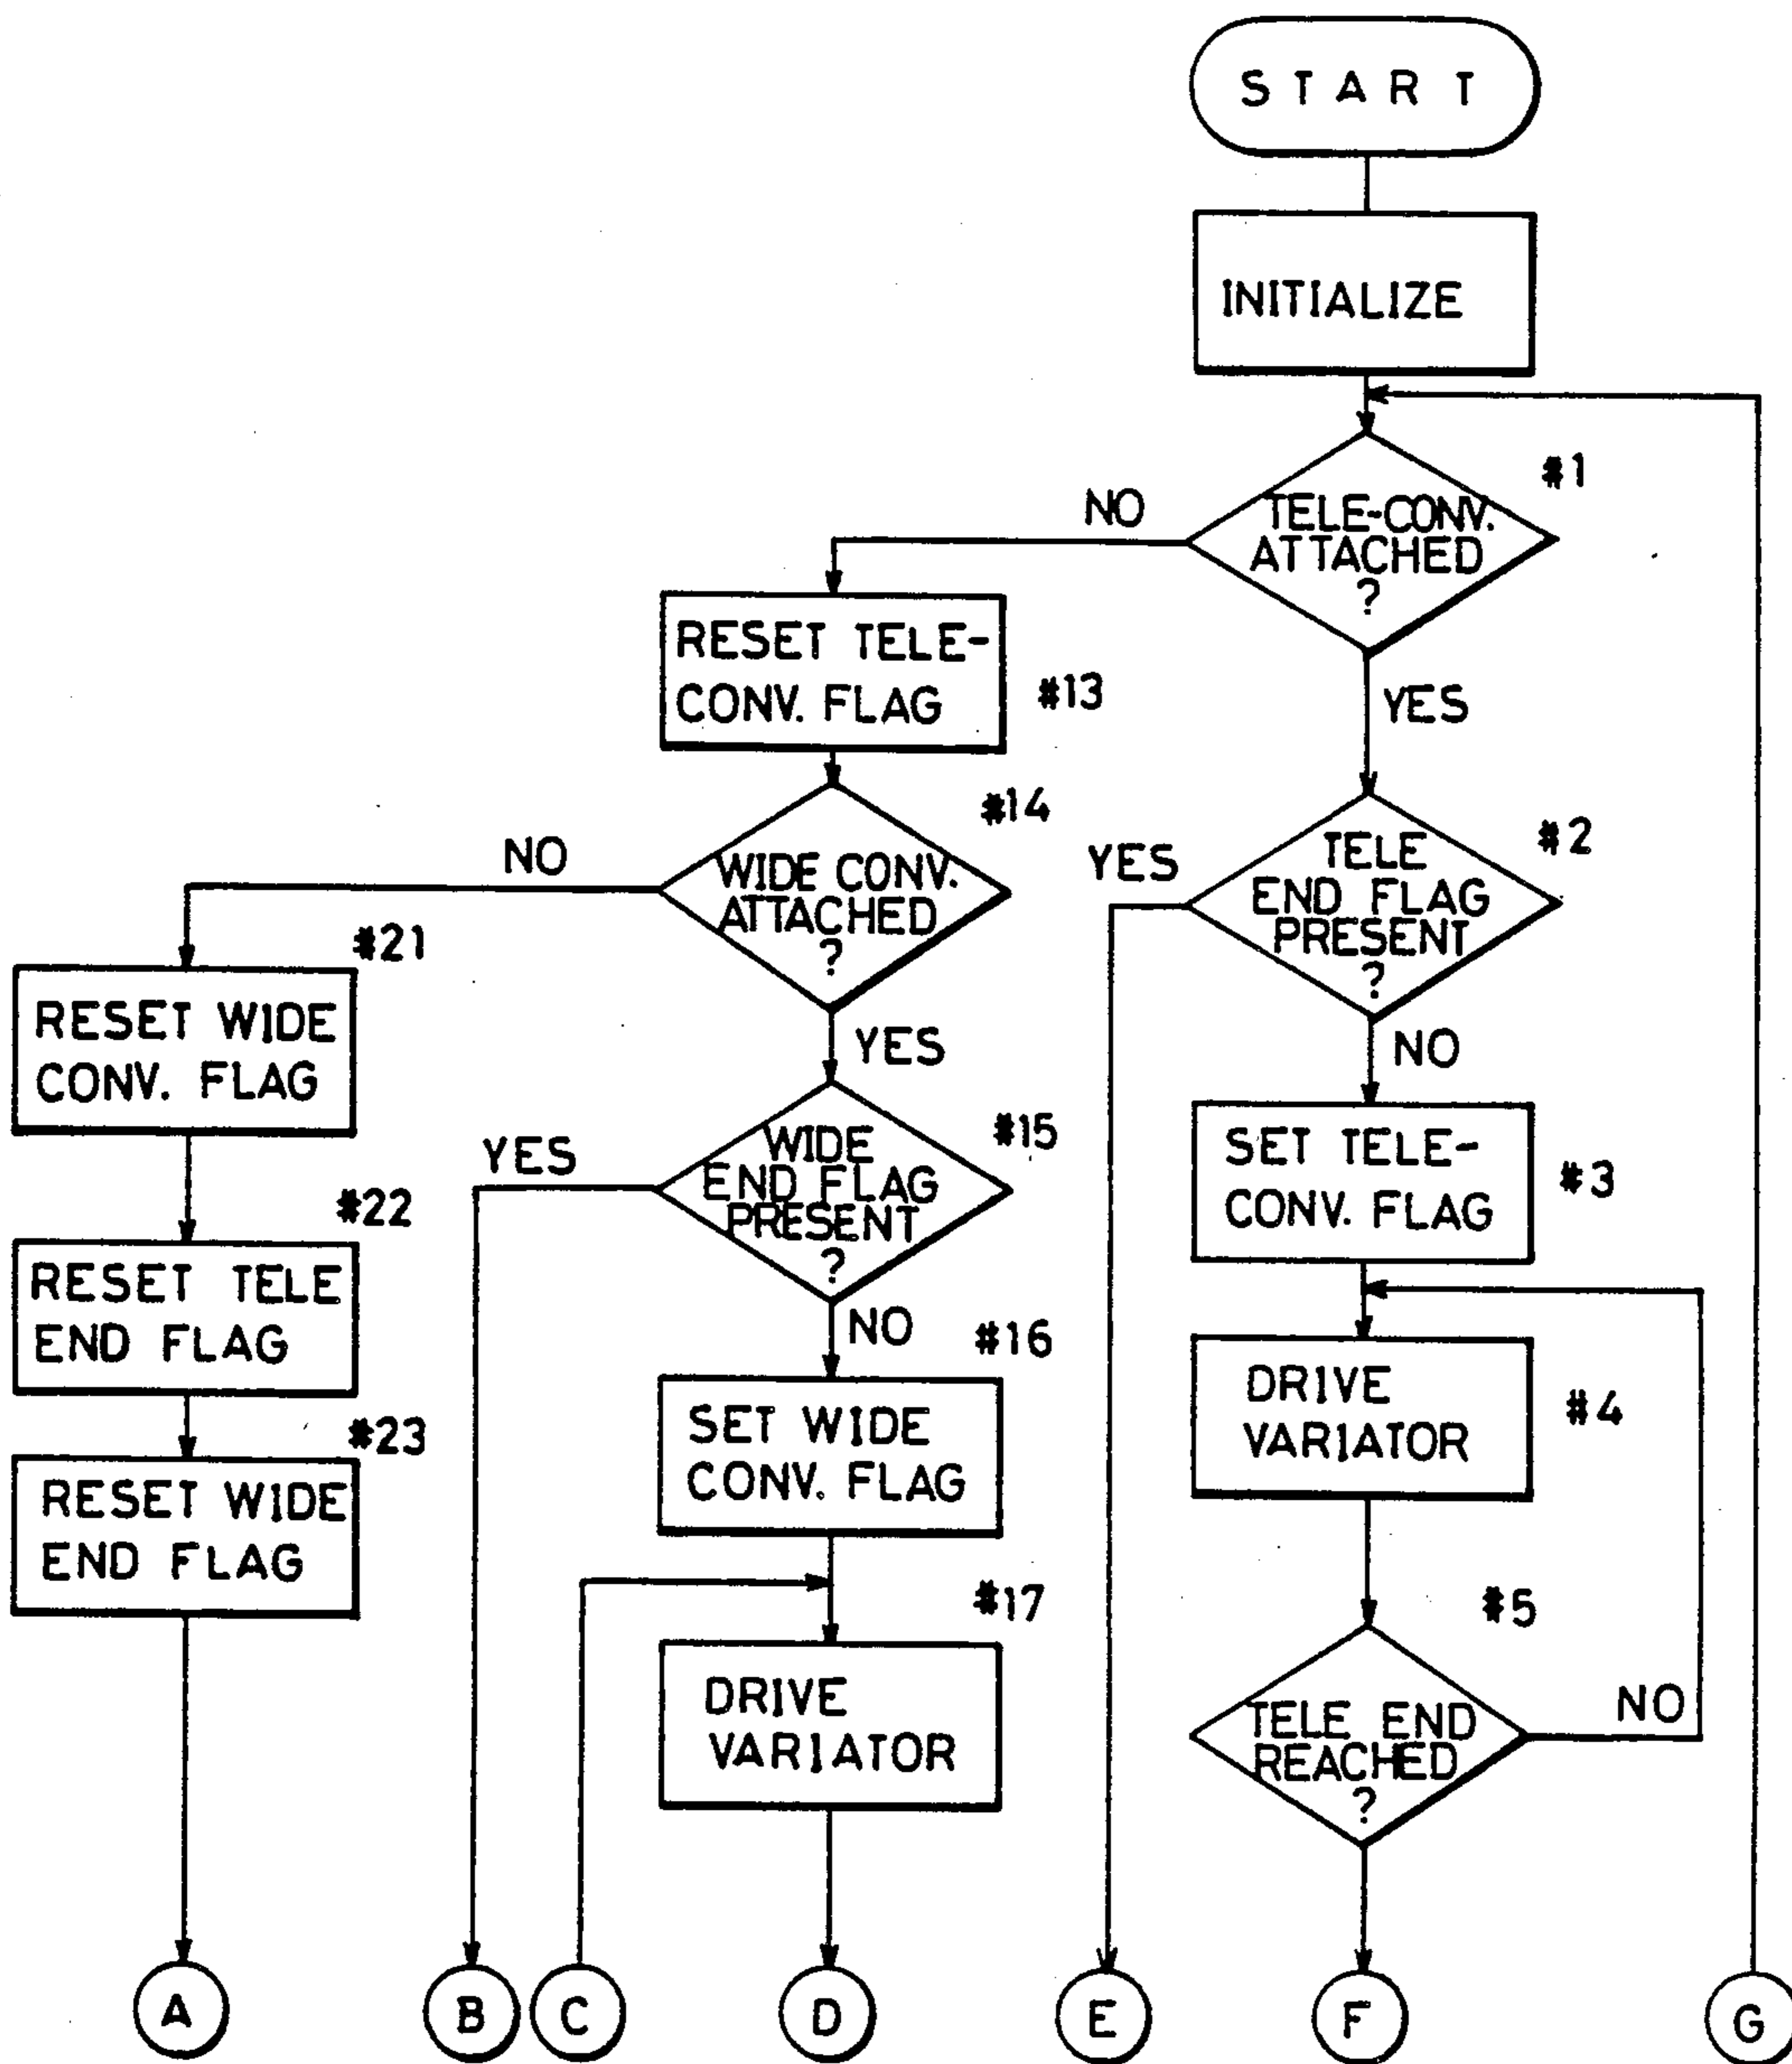 START
INITIALIZE
#1
TELE-CONV.
ATTACHED
?
NO
YES
RESET TELE-
CONV. FLAG
#13
#14
WIDE CONV.
ATTACHED
?
NO
YES
#2
TELE
END FLAG
PRESENT
?
YES
NO
#21
RESET WIDE
CONV. FLAG
#15
WIDE
END FLAG
PRESENT
?
YES
NO
SET TELE-
CONV. FLAG
#3
#22
RESET TELE
END FLAG
#16
SET WIDE
CONV. FLAG
DRIVE
VARIATOR
#4
#23
RESET WIDE
END FLAG
#17
DRIVE
VARIATOR
#5
TELE END
REACHED
?
NO
A
B
C
D
E
F
G